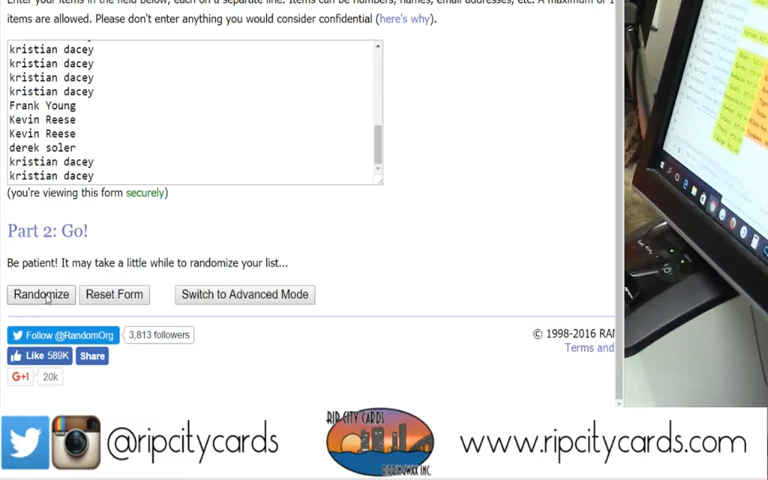 items are allowed. Please don't enter anything you would consider confidential (here's why).
kristian dacey
kristian dacey
kristian dacey
kristian dacey
Frank Young
Kevin Reese
Kevin Reese
derek soler
kristian dacey
kristian dacey
(you're viewing this form securely)
Part 2: Go!
Be patient! It may take a little while to randomize your list...
Randomize
Reset Form
Switch to Advanced Mode
Follow @RandomOrg
3,813 followers
Like 589K
Share
G+1
20k
© 1998-2016
Terms and
@ripcitycards
RIP CITY CARDS
RIPPINGWAX INC.
www.ripcitycards.com